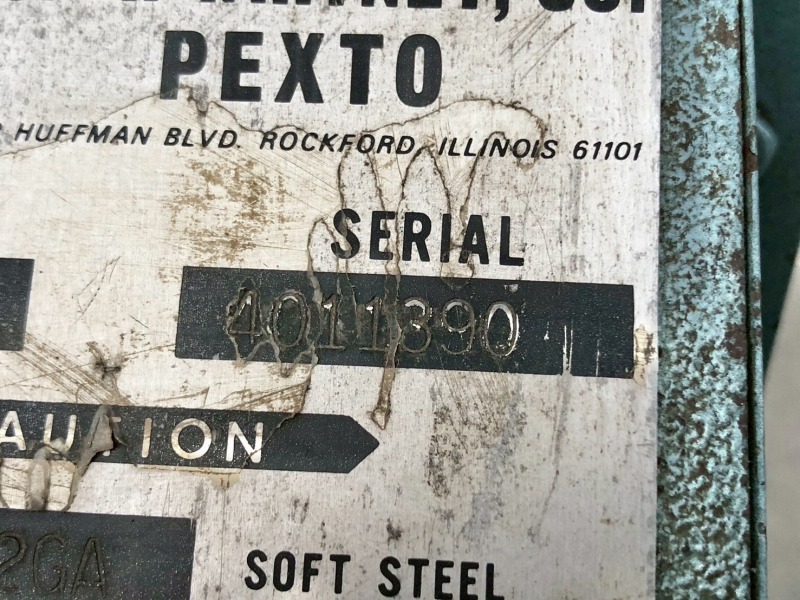 PEXTO
HUFFMAN BLVD. ROCKFORD, ILLINOIS 61101
SERIAL
4011390
AUTION
2GA
SOFT STEEL